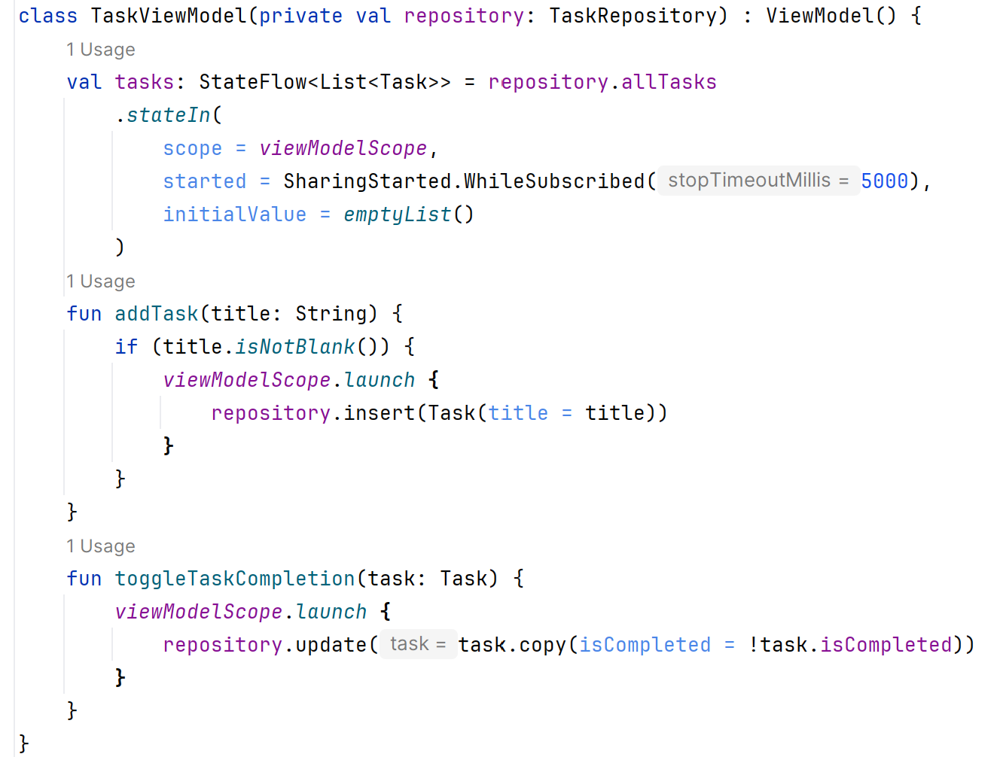 class TaskViewModel(private val repository: TaskRepository) : ViewModel() {
1 Usage
val tasks: StateFlow<List<Task>> = repository.allTasks
.stateIn(
scope = viewModelScope,
started = SharingStarted.WhileSubscribed( stopTimeoutMillis = 5000),
initialValue = emptyList()
)
1 Usage
fun addTask(title: String) {
if (title.isNotBlank()) {
viewModelScope.launch {
repository.insert(Task(title = title))
}
}
}
1 Usage
fun toggleTaskCompletion(task: Task) {
viewModelScope.launch {
repository.update( task = task.copy(isCompleted = !task.isCompleted))
}
}
}